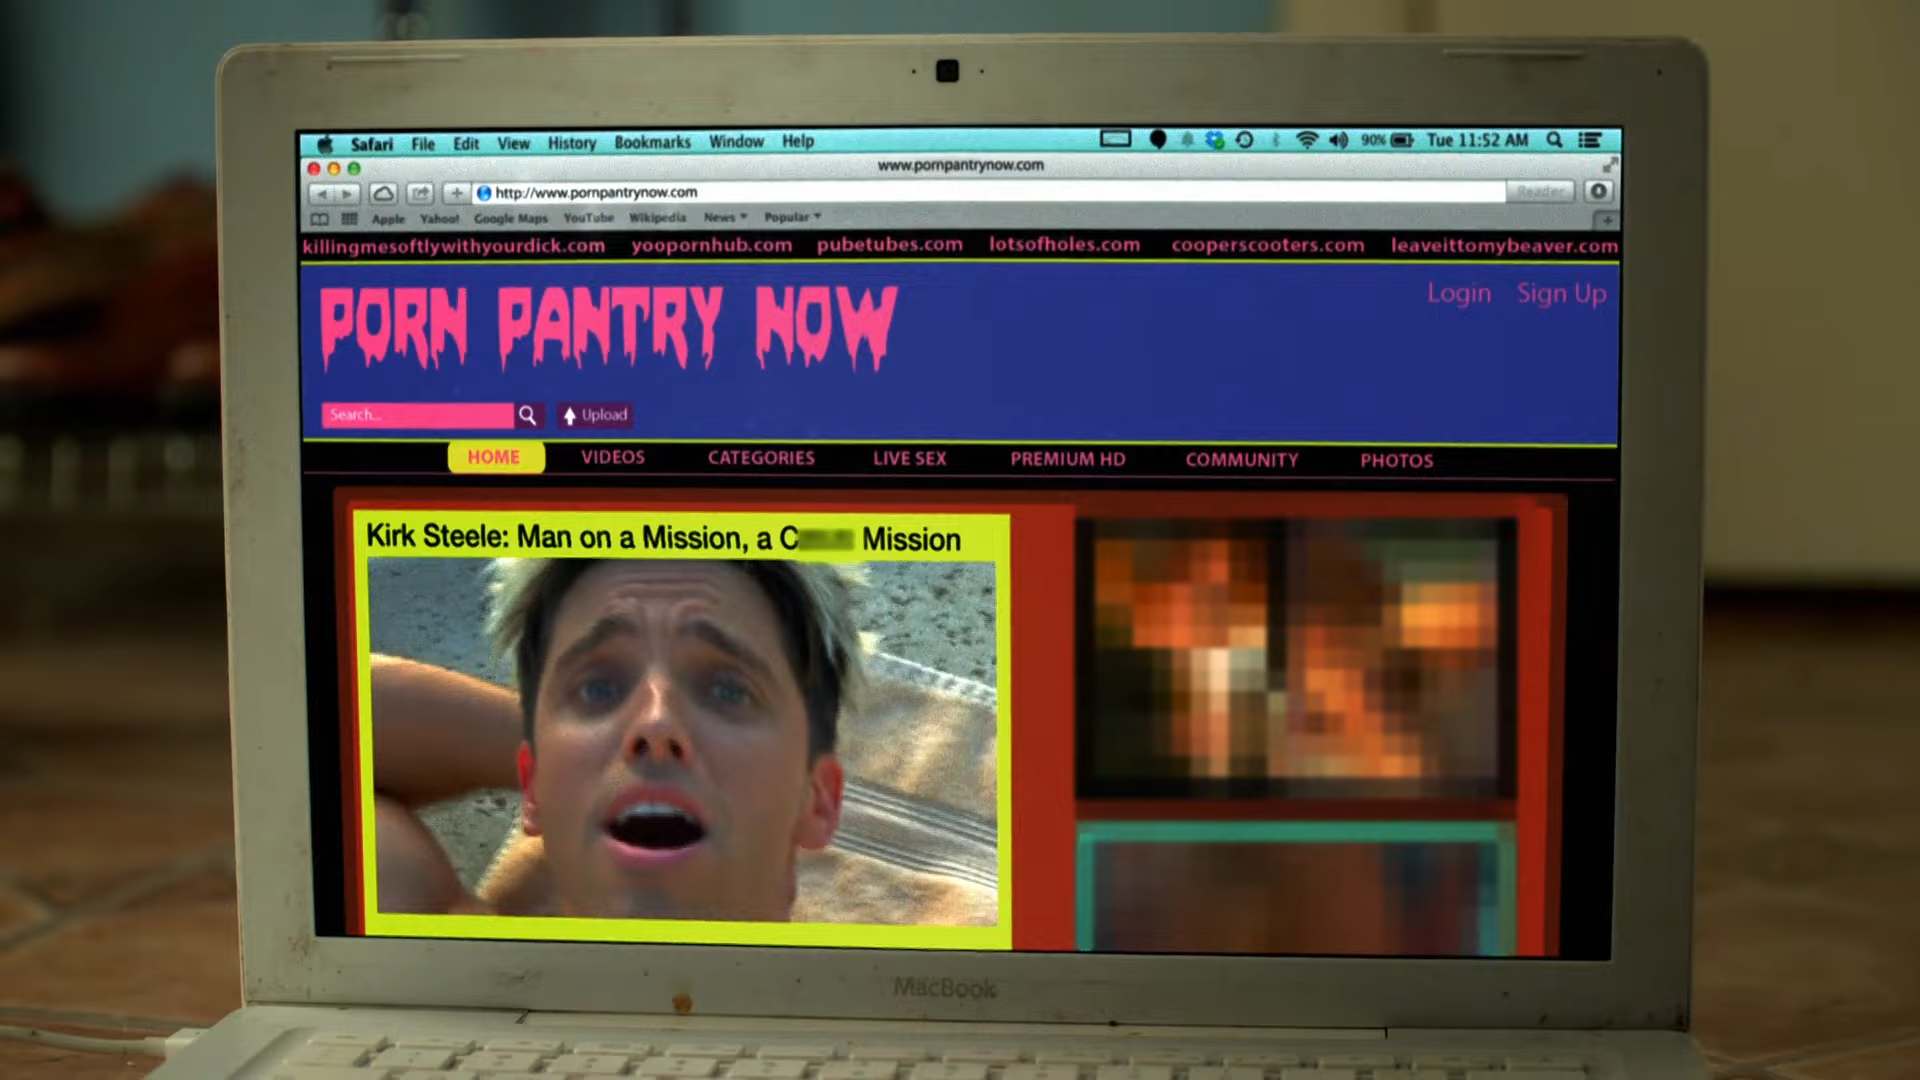 Safari File Edit View History Bookmarks Window Help 90% Tue 11:52 AM
www.pornpantrynow.com
http://www.pornpantrynow.com Reader
Apple Yahoo! Google Maps YouTube Wikipedia News Popular
killingmesoftlywithyourdick.com yoopornhub.com pubetubes.com lotsofholes.com cooperscooters.com leaveittomybeaver.com
Login Sign Up
PORN PANTRY NOW
Search... Upload
HOME VIDEOS CATEGORIES LIVE SEX PREMIUM HD COMMUNITY PHOTOS
Kirk Steele: Man on a Mission, a Mission
MacBook